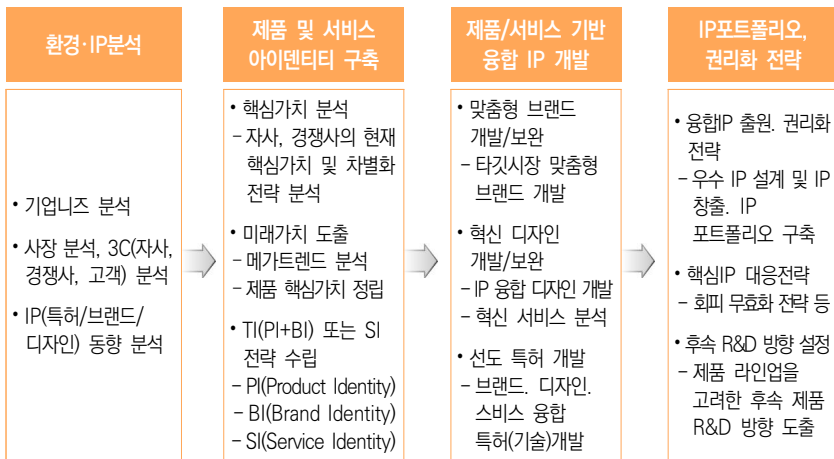 환경·IP분석
• 기업니즈 분석
• 사장 분석, 3C(자사,
경쟁사, 고객) 분석
• IP(특허/브랜드/
디자인) 동향 분석
제품 및 서비스
아이덴티티 구축
• 핵심가치 분석
- 자사, 경쟁사의 현재
핵심가치 및 차별화
전략 분석
• 미래가치 도출
- 메가트렌드 분석
- 제품 핵심가치 정립
• TI(PI+BI) 또는 SI
전략 수립
- PI(Product Identity)
- BI(Brand Identity)
- SI(Service Identity)
제품/서비스 기반
융합 IP 개발
• 맞춤형 브랜드
개발/보완
- 타깃시장 맞춤형
브랜드 개발
• 혁신 디자인
개발/보완
- IP 융합 디자인 개발
- 혁신 서비스 분석
• 선도 특허 개발
- 브랜드. 디자인.
스비스 융합
특허(기술)개발
IP포트폴리오,
권리화 전략
• 융합IP 출원. 권리화
전략
- 우수 IP 설계 및 IP
창출. IP
포트폴리오 구축
• 핵심IP 대응전략
- 회피 무효화 전략 등
• 후속 R&D 방향 설정
- 제품 라인업을
고려한 후속 제품
R&D 방향 도출